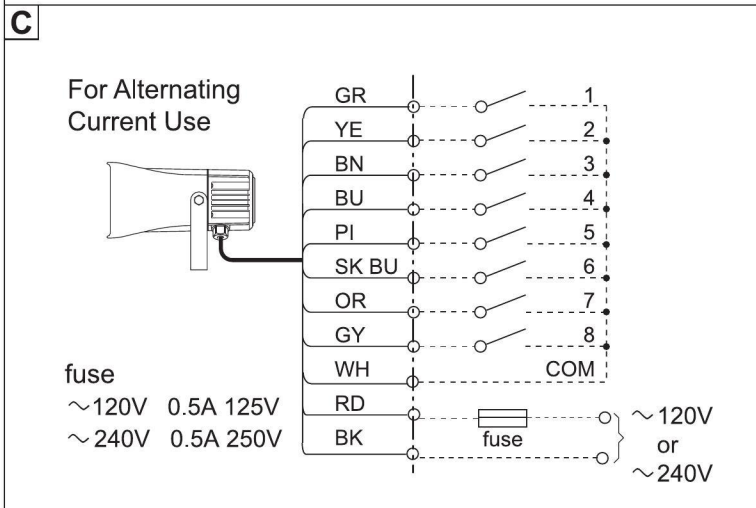 C
For Alternating
Current Use
GR 1
YE 2
BN 3
BU 4
PI 5
SK BU 6
OR 7
GY 8
WH COM
RD
BK
fuse
～120V 0.5A 125V
～240V 0.5A 250V
fuse
～120V
or
～240V